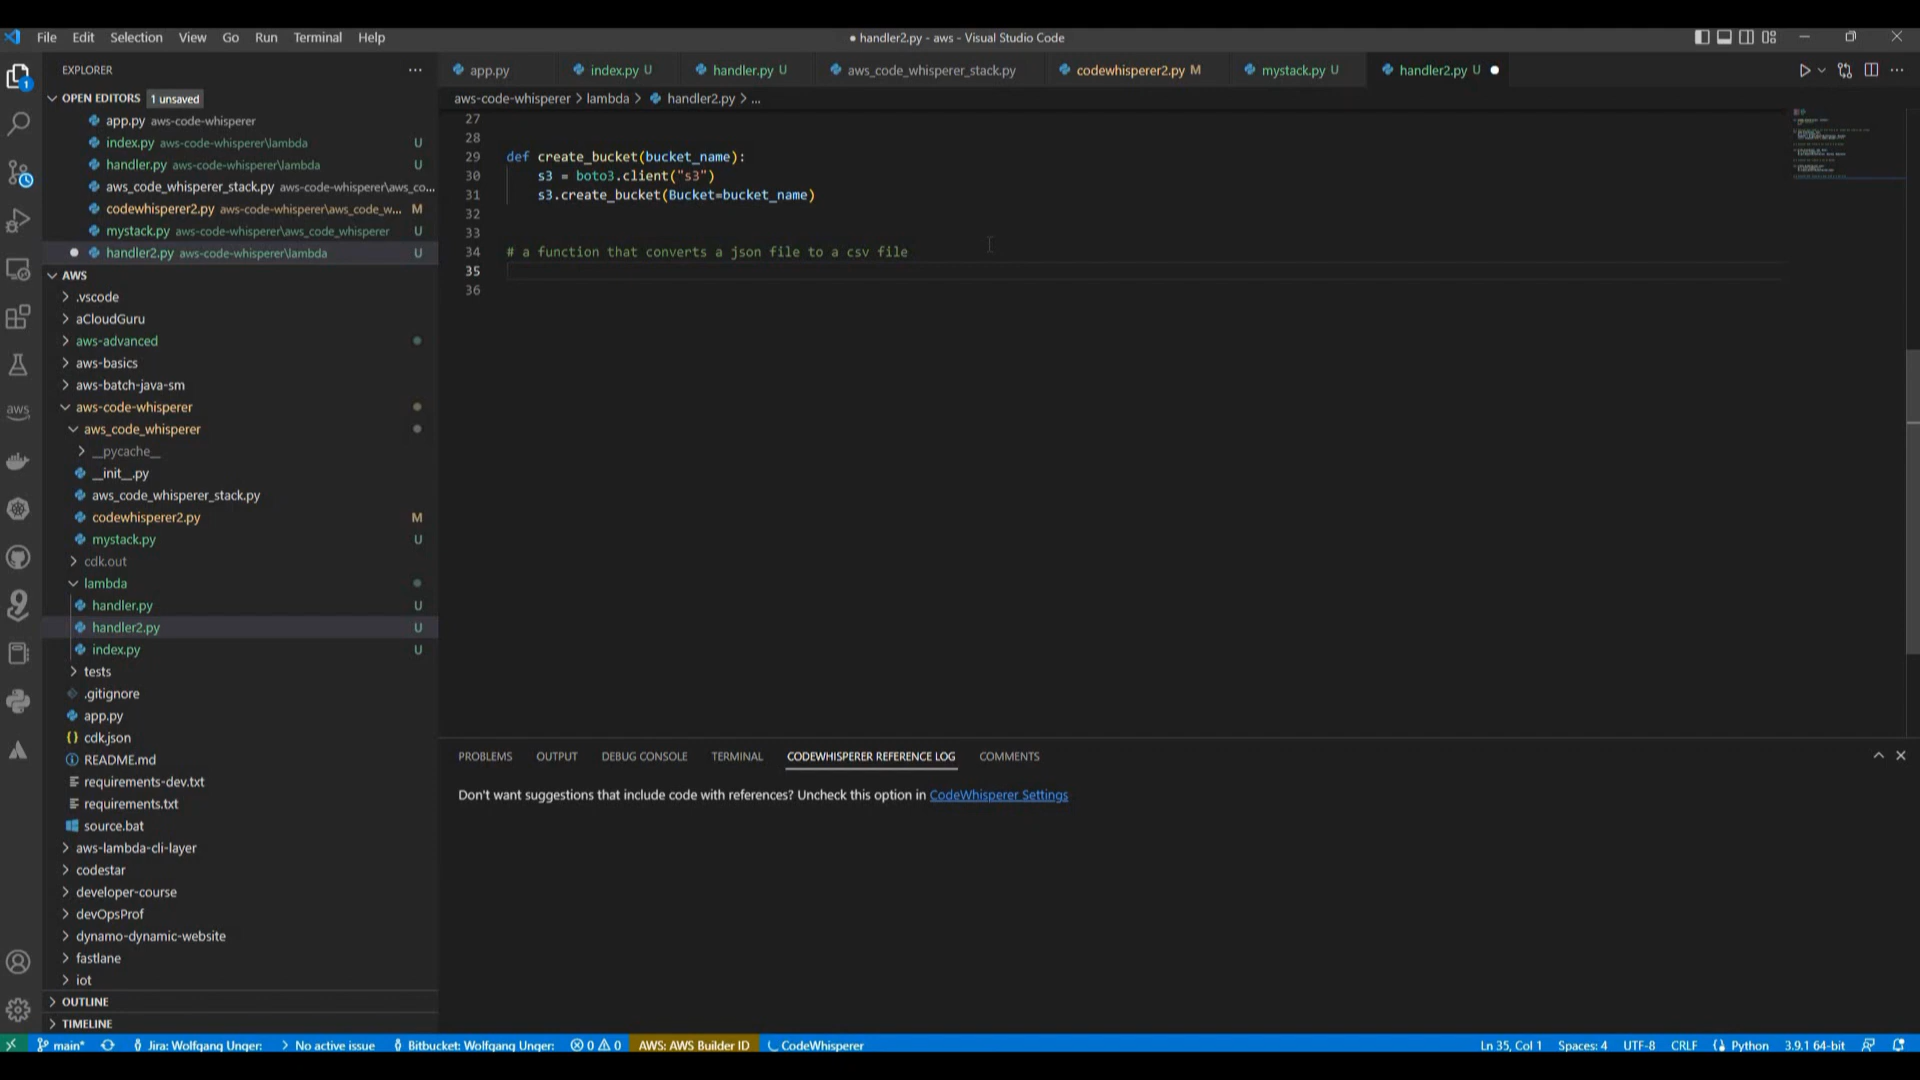 File Edit Selection View Go Run Terminal Help
● handler2.py - aws - Visual Studio Code
EXPLORER
OPEN EDITORS 1 unsaved
app.py aws-code-whisperer
index.py aws-code-whisperer\lambda U
handler.py aws-code-whisperer\lambda U
aws_code_whisperer_stack.py aws-code-whisperer\aws_co...
codewhisperer2.py aws-code-whisperer\aws_code_w... M
mystack.py aws-code-whisperer\aws_code_whisperer U
handler2.py aws-code-whisperer\lambda U
AWS
.vscode
aCloudGuru
aws-advanced
aws-basics
aws-batch-java-sm
aws-code-whisperer
aws_code_whisperer
__pycache__
__init__.py
aws_code_whisperer_stack.py
codewhisperer2.py M
mystack.py U
cdk.out
lambda
handler.py U
handler2.py U
index.py U
tests
.gitignore
app.py
{} cdk.json
README.md
requirements-dev.txt
requirements.txt
source.bat
aws-lambda-cli-layer
codestar
developer-course
devOpsProf
dynamo-dynamic-website
fastlane
iot
OUTLINE
TIMELINE
1
aws
app.py index.py U handler.py U aws_code_whisperer_stack.py codewhisperer2.py M mystack.py U handler2.py U ●
aws-code-whisperer > lambda > handler2.py > ...
27
28
29 def create_bucket(bucket_name):
30 s3 = boto3.client("s3")
31 s3.create_bucket(Bucket=bucket_name)
32
33
34 # a function that converts a json file to a csv file
35
36
PROBLEMS OUTPUT DEBUG CONSOLE TERMINAL CODEWHISPERER REFERENCE LOG COMMENTS
Don't want suggestions that include code with references? Uncheck this option in CodeWhisperer Settings
main* Jira: Wolfgang Unger: No active issue Bitbucket: Wolfgang Unger: 0 0 AWS: AWS Builder ID CodeWhisperer Ln 35, Col 1 Spaces: 4 UTF-8 CRLF Python 3.9.1 64-bit